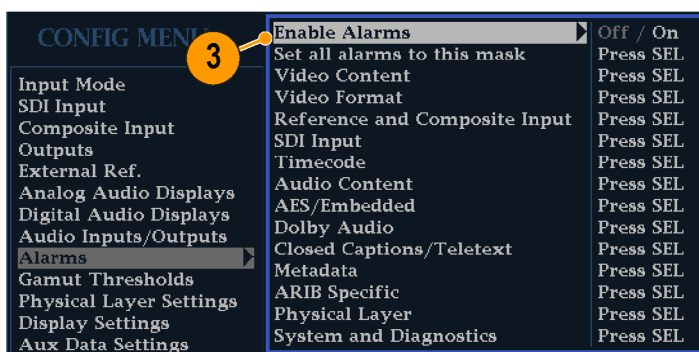 CONFIG MENU
3
Input Mode
SDI Input
Composite Input
Outputs
External Ref.
Analog Audio Displays
Digital Audio Displays
Audio Inputs/Outputs
Alarms
Gamut Thresholds
Physical Layer Settings
Display Settings
Aux Data Settings
Enable Alarms Off / On
Set all alarms to this mask Press SEL
Video Content Press SEL
Video Format Press SEL
Reference and Composite Input Press SEL
SDI Input Press SEL
Timecode Press SEL
Audio Content Press SEL
AES/Embedded Press SEL
Dolby Audio Press SEL
Closed Captions/Teletext Press SEL
Metadata Press SEL
ARIB Specific Press SEL
Physical Layer Press SEL
System and Diagnostics Press SEL